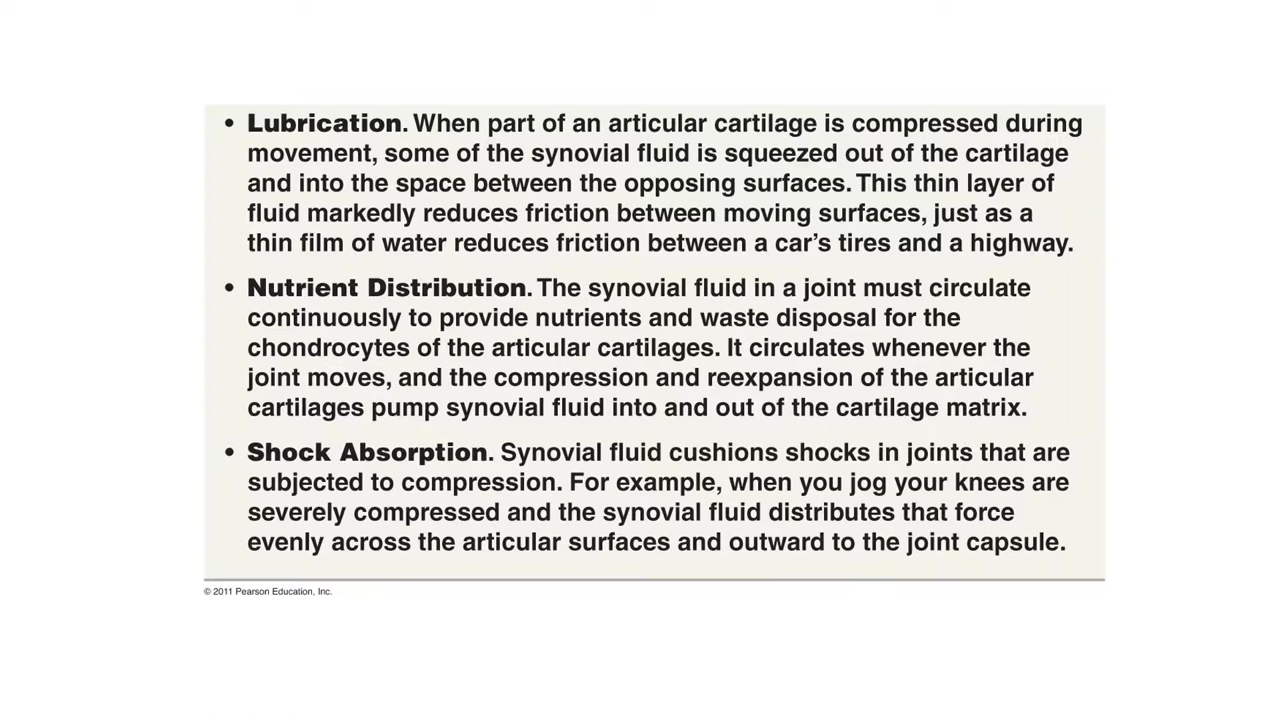 • Lubrication. When part of an articular cartilage is compressed during
movement, some of the synovial fluid is squeezed out of the cartilage
and into the space between the opposing surfaces. This thin layer of
fluid markedly reduces friction between moving surfaces, just as a
thin film of water reduces friction between a car’s tires and a highway.
• Nutrient Distribution. The synovial fluid in a joint must circulate
continuously to provide nutrients and waste disposal for the
chondrocytes of the articular cartilages. It circulates whenever the
joint moves, and the compression and reexpansion of the articular
cartilages pump synovial fluid into and out of the cartilage matrix.
• Shock Absorption. Synovial fluid cushions shocks in joints that are
subjected to compression. For example, when you jog your knees are
severely compressed and the synovial fluid distributes that force
evenly across the articular surfaces and outward to the joint capsule.
© 2011 Pearson Education, Inc.